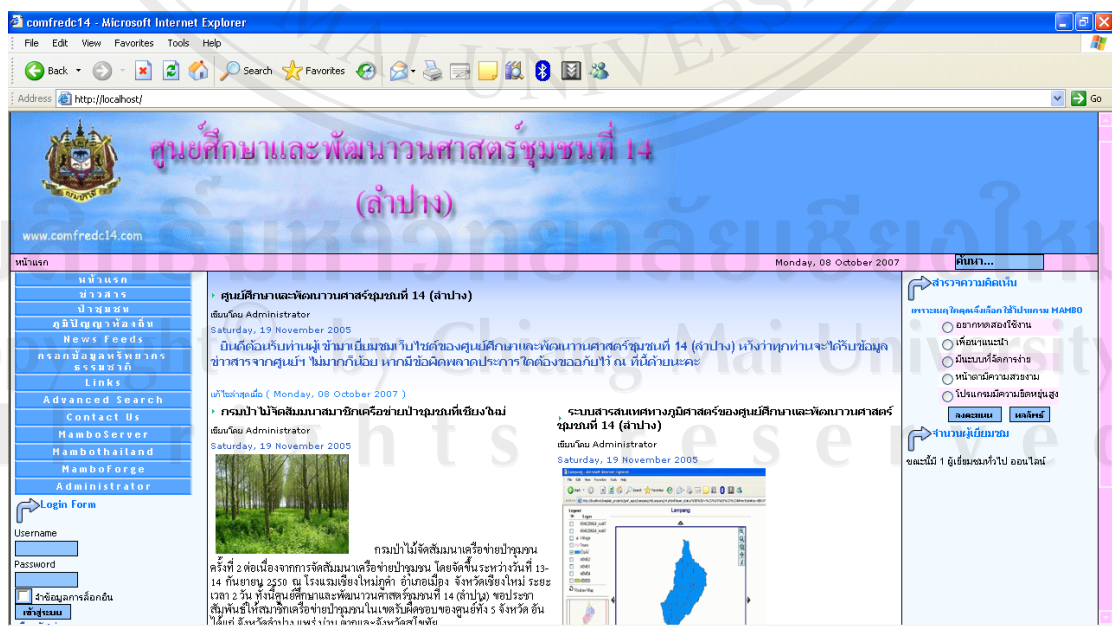 comfredc14 - Microsoft Internet Explorer
File Edit View Favorites Tools Help
Back Search Favorites
Address http://localhost/ Go
ศูนย์ศึกษาและพัฒนาวนศาสตร์ชุมชนที่ 14
(ลำปาง)
www.comfredc14.com
หน้าแรก Monday, 08 October 2007 ค้นหา...
หน้าแรก
ข่าวสาร
ป่าชุมชน
ภูมิปัญญาท้องถิ่น
News Feeds
กรอกข้อมูลทรัพยากร
ธรรมชาติ
Links
Advanced Search
Contact Us
MamboServer
Mambothailand
MamboForge
Administrator
Login Form
Username
Password
จำข้อมูลการล็อกอิน
เข้าสู่ระบบ
ศูนย์ศึกษาและพัฒนาวนศาสตร์ชุมชนที่ 14 (ลำปาง)
เขียนโดย Administrator
Saturday, 19 November 2005
ยินดีต้อนรับท่านผู้เข้ามาเยี่ยมชมเว็บไซต์ของศูนย์ศึกษาและพัฒนาวนศาสตร์ชุมชนที่ 14 (ลำปาง) หวังว่าทุกท่านจะได้รับข้อมูล
ข่าวสารจากศูนย์ฯ ไม่มากก็น้อย หากมีข้อผิดพลาดประการใดต้องขออภัยไว้ ณ ที่นี้ด้วยนะคะ
แก้ไขล่าสุดเมื่อ ( Monday, 08 October 2007 )
กรมป่าไม้จัดสัมมนาสมาชิกเครือข่ายป่าชุมชนที่เชียงใหม่
เขียนโดย Administrator
Saturday, 19 November 2005
กรมป่าไม้จัดสัมมนาเครือข่ายป่าชุมชน
ครั้งที่ 2 ต่อเนื่องจากการจัดสัมมนาเครือข่ายป่าชุมชน โดยจัดขึ้นระหว่างวันที่ 13-
14 กันยายน 2550 ณ โรงแรมเชียงใหม่ภูคำ อำเภอเมือง จังหวัดเชียงใหม่ ระยะ
เวลา 2 วัน ทั้งนี้ศูนย์ศึกษาและพัฒนาวนศาสตร์ชุมชนที่ 14 (ลำปาง) ขอประชา
สัมพันธ์ให้สมาชิกเครือข่ายป่าชุมชนในเขตรับผิดชอบของศูนย์ทั้ง 5 จังหวัด อัน
ได้แก่ จังหวัดลำปาง แพร่ น่าน ตากและจังหวัดสุโขทัย
ระบบสารสนเทศทางภูมิศาสตร์ของศูนย์ศึกษาและพัฒนาวนศาสตร์
ชุมชนที่ 14 (ลำปาง)
เขียนโดย Administrator
Saturday, 19 November 2005
Lampang
สำรวจความคิดเห็น
เพราะเหตุใดคุณจึงเลือกใช้โปรแกรม MAMBO
อยากทดสองใช้งาน
เพื่อนๆแนะนำ
มีระบบที่จัดการง่าย
หน้าตามีความสวยงาม
โปรแกรมมีความยืดหยุ่นสูง
ลงคะแนน ผลลัพธ์
จำนวนผู้เยี่ยมชม
ขณะนี้มี 1 ผู้เยี่ยมชมทั่วไป ออนไลน์